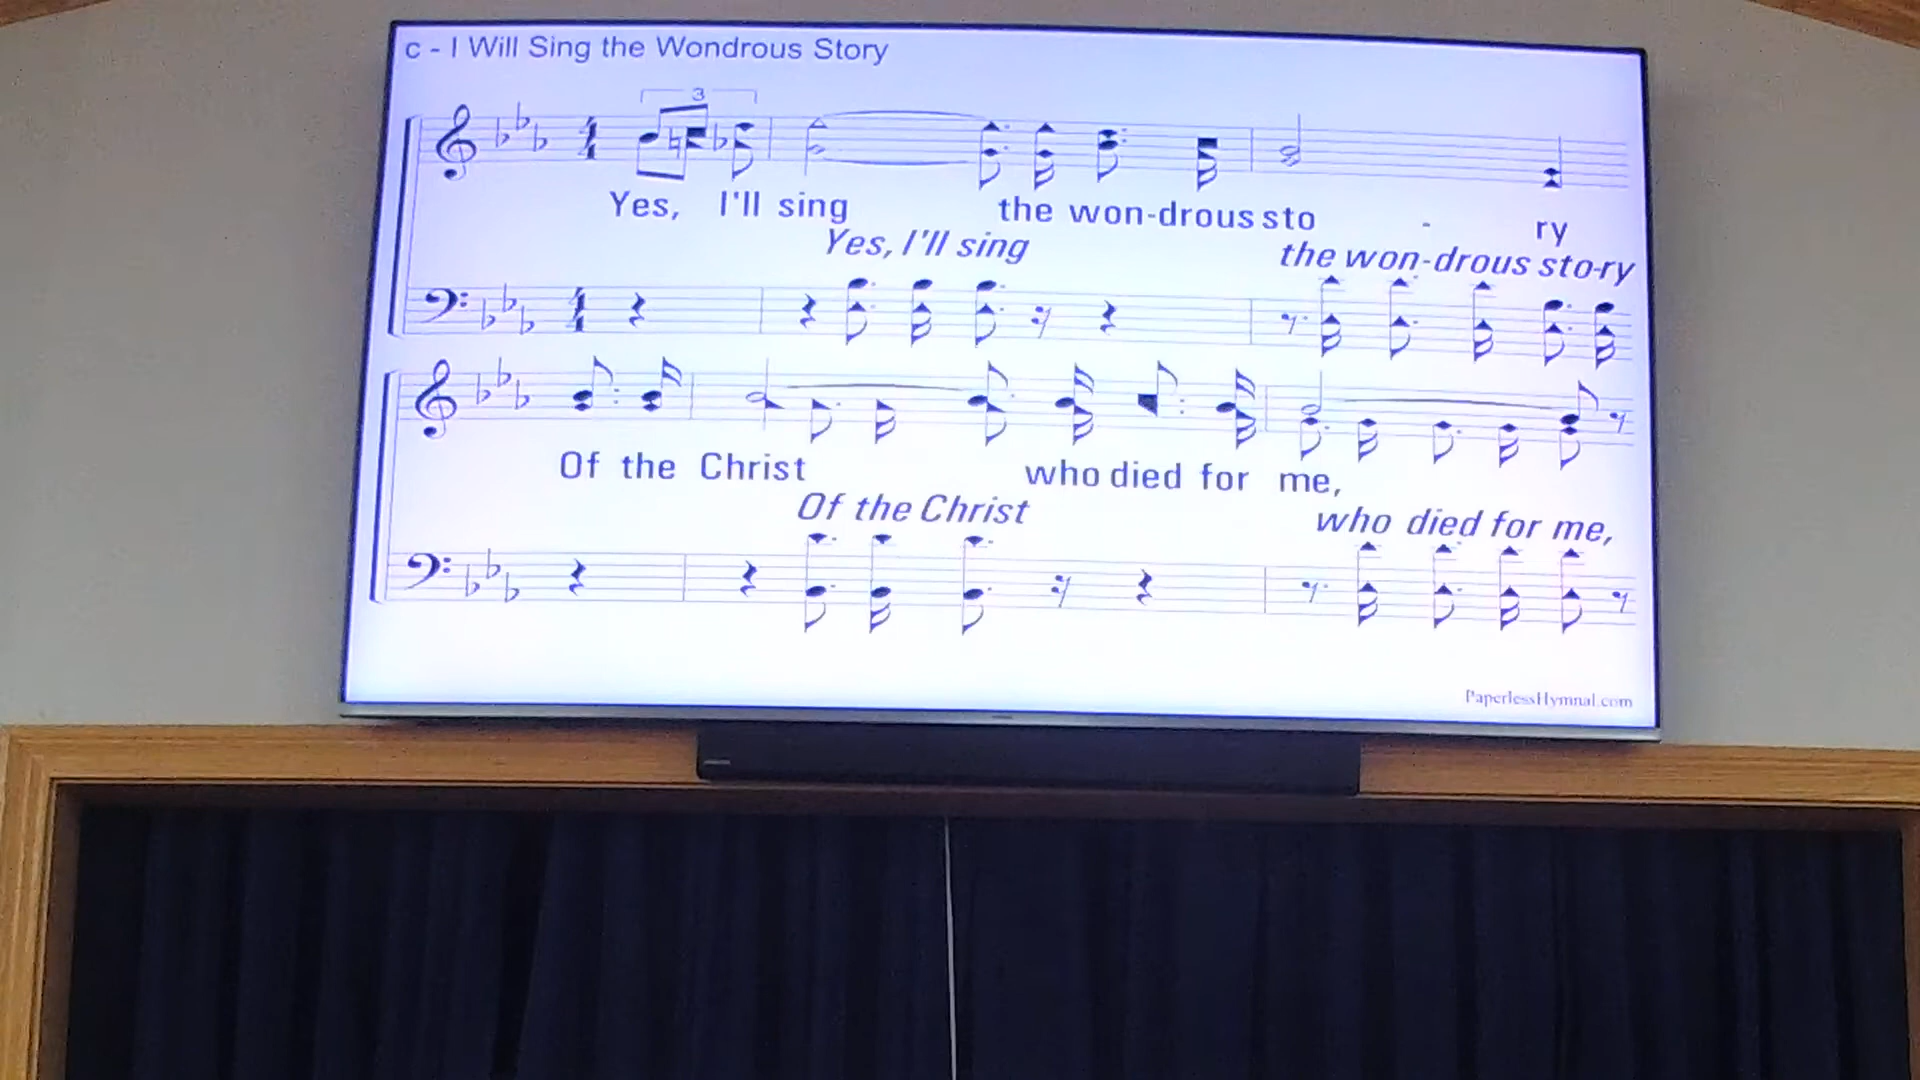 c - I Will Sing the Wondrous Story
3
Yes, I'll sing the won-drous sto - ry
Yes, I'll sing the won-drous sto-ry
Of the Christ who died for me,
Of the Christ who died for me,
PaperlessHymnal.com